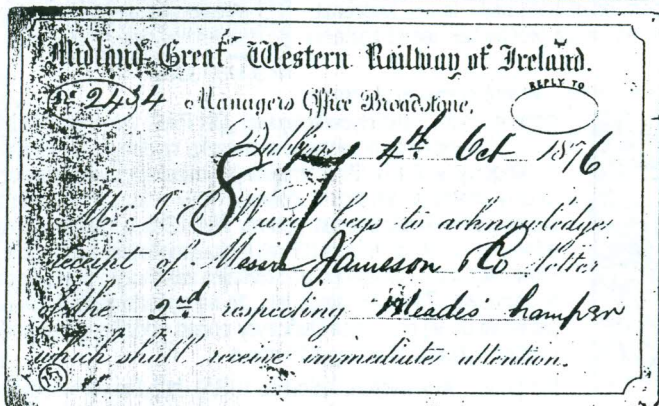 Midland Great Western Railway of Ireland.
No. 2434 Managers Office Broadstone,
REPLY TO
Dublin 4th Oct 1876
87
Mr. J. E. Ward begs to acknowledge
receipt of Messrs Jameson & Co letter
of the 2nd respecting Meades' hamper
which shall receive immediate attention.